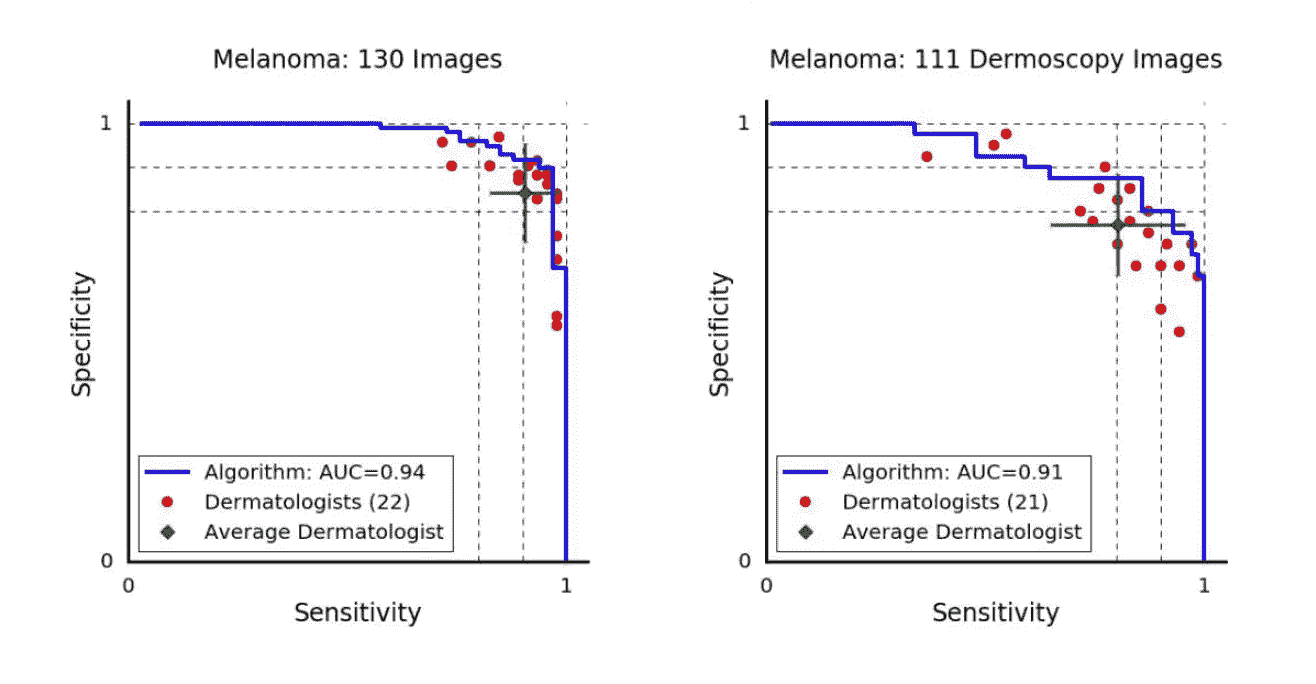 Melanoma: 130 Images
1
Specificity
Algorithm: AUC=0.94
Dermatologists (22)
Average Dermatologist
0
0
1
Sensitivity
Melanoma: 111 Dermoscopy Images
1
Specificity
Algorithm: AUC=0.91
Dermatologists (21)
Average Dermatologist
0
0
1
Sensitivity